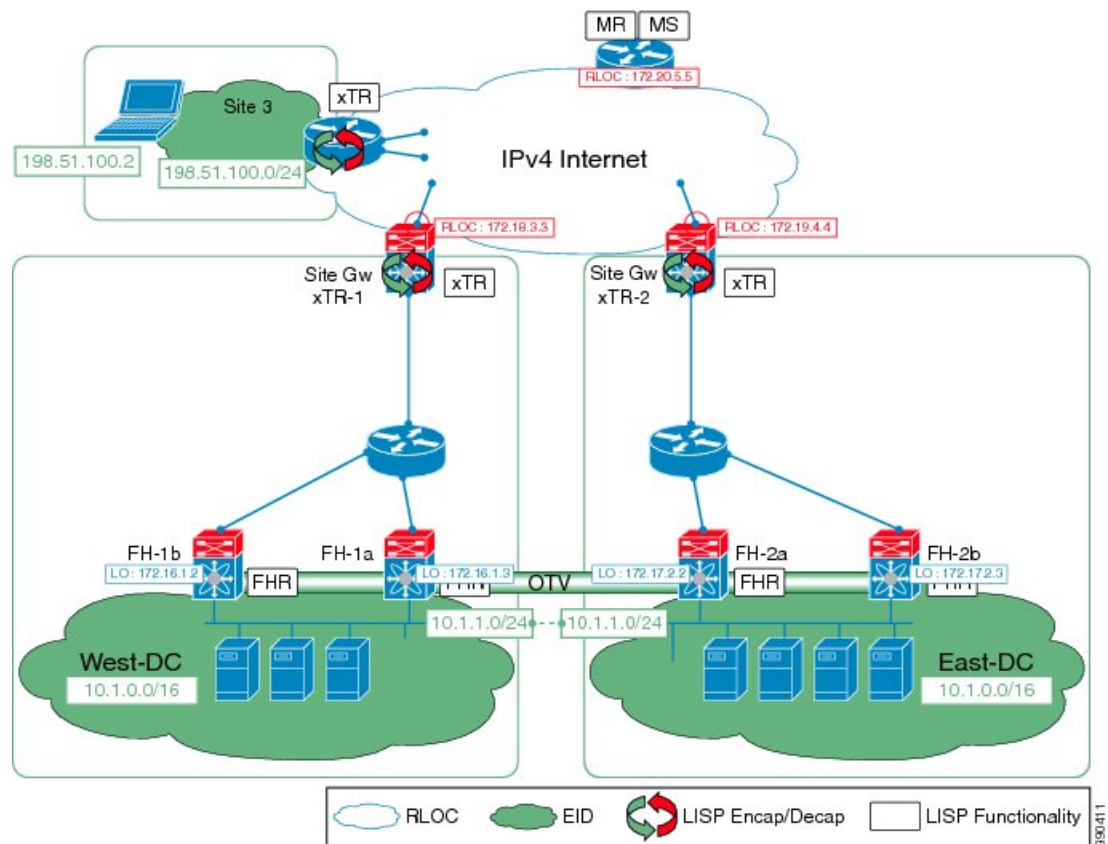 MR MS
RLOC : 172.20.5.5
Site 3
xTR
198.51.100.2
198.51.100.0/24
IPv4 Internet
RLOC : 172.18.3.3
RLOC : 172.19.4.4
Site Gw
xTR-1
xTR
Site Gw
xTR-2
xTR
FH-1b
FH-1a
FH-2a
FH-2b
LO : 172.16.1.2
FHR
LO : 172.16.1.3
OTV
LO : 172.17.2.2
FHR
LO : 172.17.2.3
10.1.1.0/24
10.1.1.0/24
West-DC
10.1.0.0/16
East-DC
10.1.0.0/16
RLOC
EID
LISP Encap/Decap
LISP Functionality